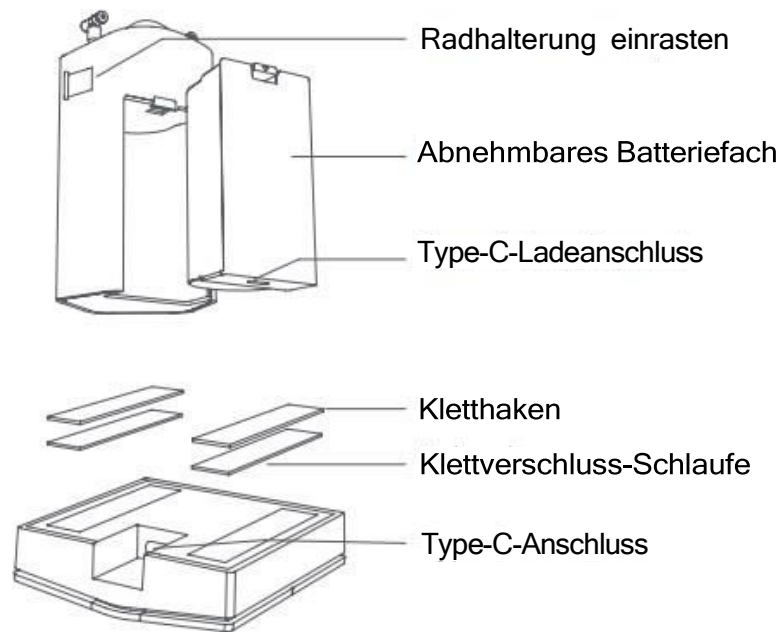 Radhalterung einrasten
Abnehmbares Batteriefach
Type-C-Ladeanschluss
Kletthaken
Klettverschluss-Schlaufe
Type-C-Anschluss